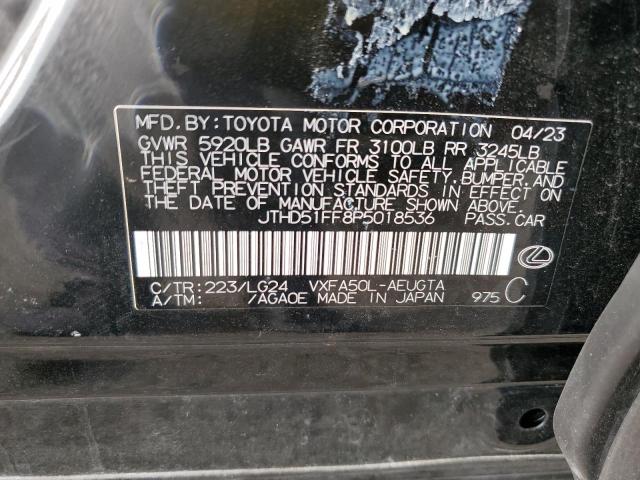 MFD. BY: TOYOTA MOTOR CORPORATION 04/23
GVWR 5920LB GAWR FR 3100LB RR 3245LB
THIS VEHICLE CONFORMS TO ALL APPLICABLE
FEDERAL MOTOR VEHICLE SAFETY, BUMPER, AND
THEFT PREVENTION STANDARDS IN EFFECT ON
THE DATE OF MANUFACTURE SHOWN ABOVE.
JTHD51FF8P5018536 PASS.CAR
C/TR: 223/LG24 VXFA50L-AEUGTA
A/TM: /AGA0E MADE IN JAPAN 975 C